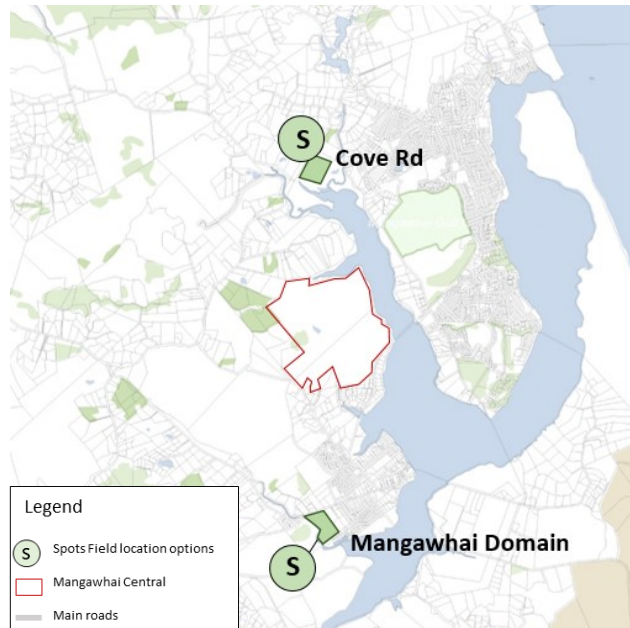 S
Cove Rd
Mangawhai Domain
S
Legend
S Spots Field location options
Mangawhai Central
Main roads